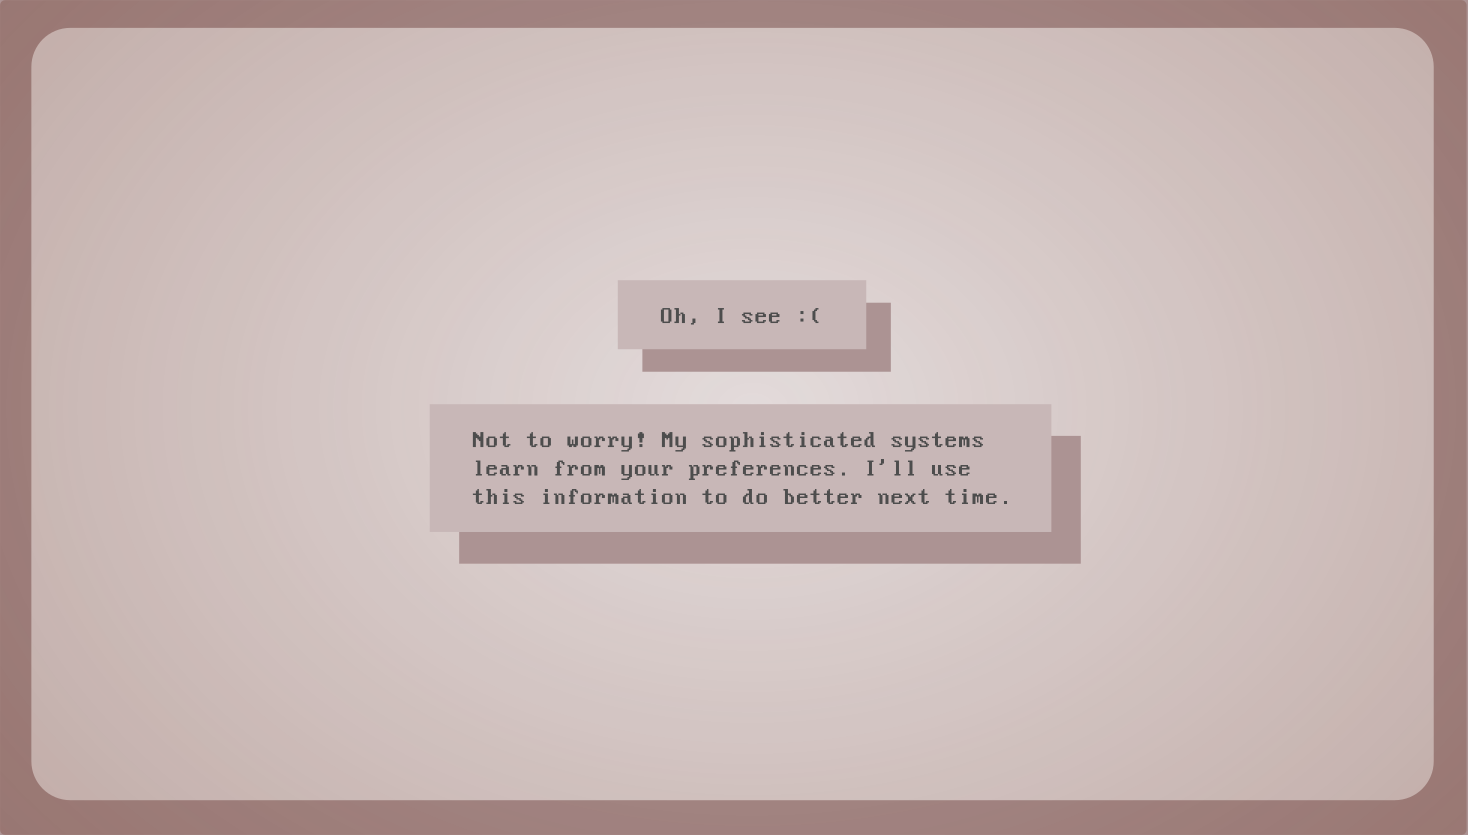 Oh, I see :(
Not to worry! My sophisticated systems
learn from your preferences. I'll use
this information to do better next time.